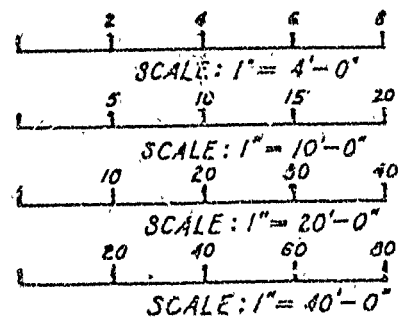 2 4 6 8
SCALE: 1"= 4'-0"
5 10 15 20
SCALE: 1"= 10'-0"
10 20 30 40
SCALE: 1"= 20'-0"
20 40 60 80
SCALE: 1"= 40'-0"